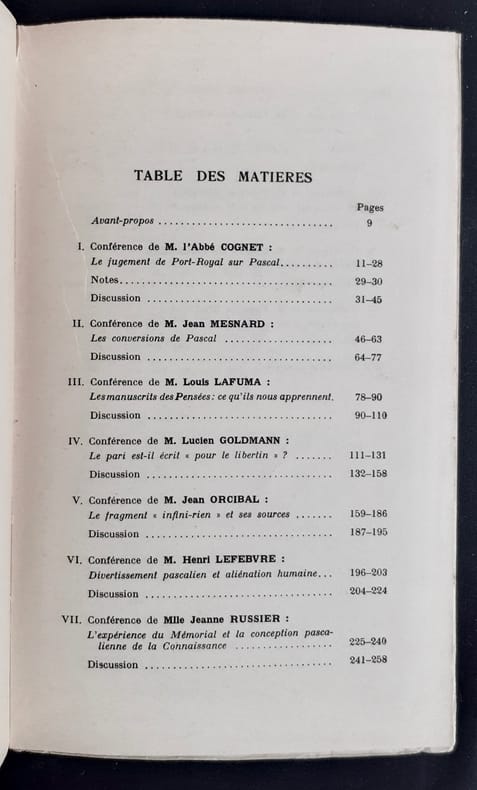 TABLE DES MATIERES
Pages
Avant-propos ............................... 9
I. Conférence de M. l'Abbé COGNET :
Le jugement de Port-Royal sur Pascal.......... 11-28
Notes...................................... 29-30
Discussion ................................. 31-45
II. Conférence de M. Jean MESNARD :
Les conversions de Pascal ................... 46-63
Discussion ................................. 64-77
III. Conférence de M. Louis LAFUMA :
Les manuscrits des Pensées : ce qu'ils nous apprennent. 78-90
Discussion ................................. 90-110
IV. Conférence de M. Lucien GOLDMANN :
Le pari est-il écrit « pour le libertin » ? ....... 111-131
Discussion ................................. 132-158
V. Conférence de M. Jean ORCIBAL :
Le fragment « infini-rien » et ses sources ....... 159-186
Discussion ................................. 187-195
VI. Conférence de M. Henri LEFEBVRE :
Divertissement pascalien et aliénation humaine... 196-203
Discussion ................................. 204-224
VII. Conférence de Mlle Jeanne RUSSIER :
L'expérience du Mémorial et la conception pasca-
lienne de la Connaissance ................. 225-240
Discussion ................................. 241-258